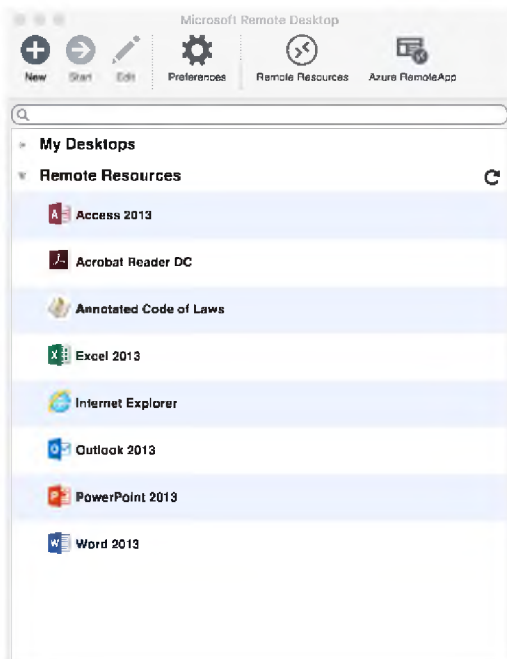 Microsoft Remote Desktop
New Start Edit Preferences Remote Resources Azure RemoteApp
My Desktops
Remote Resources
Access 2013
Acrobat Reader DC
Annotated Code of Laws
Excel 2013
Internet Explorer
Outlook 2013
PowerPoint 2013
Word 2013